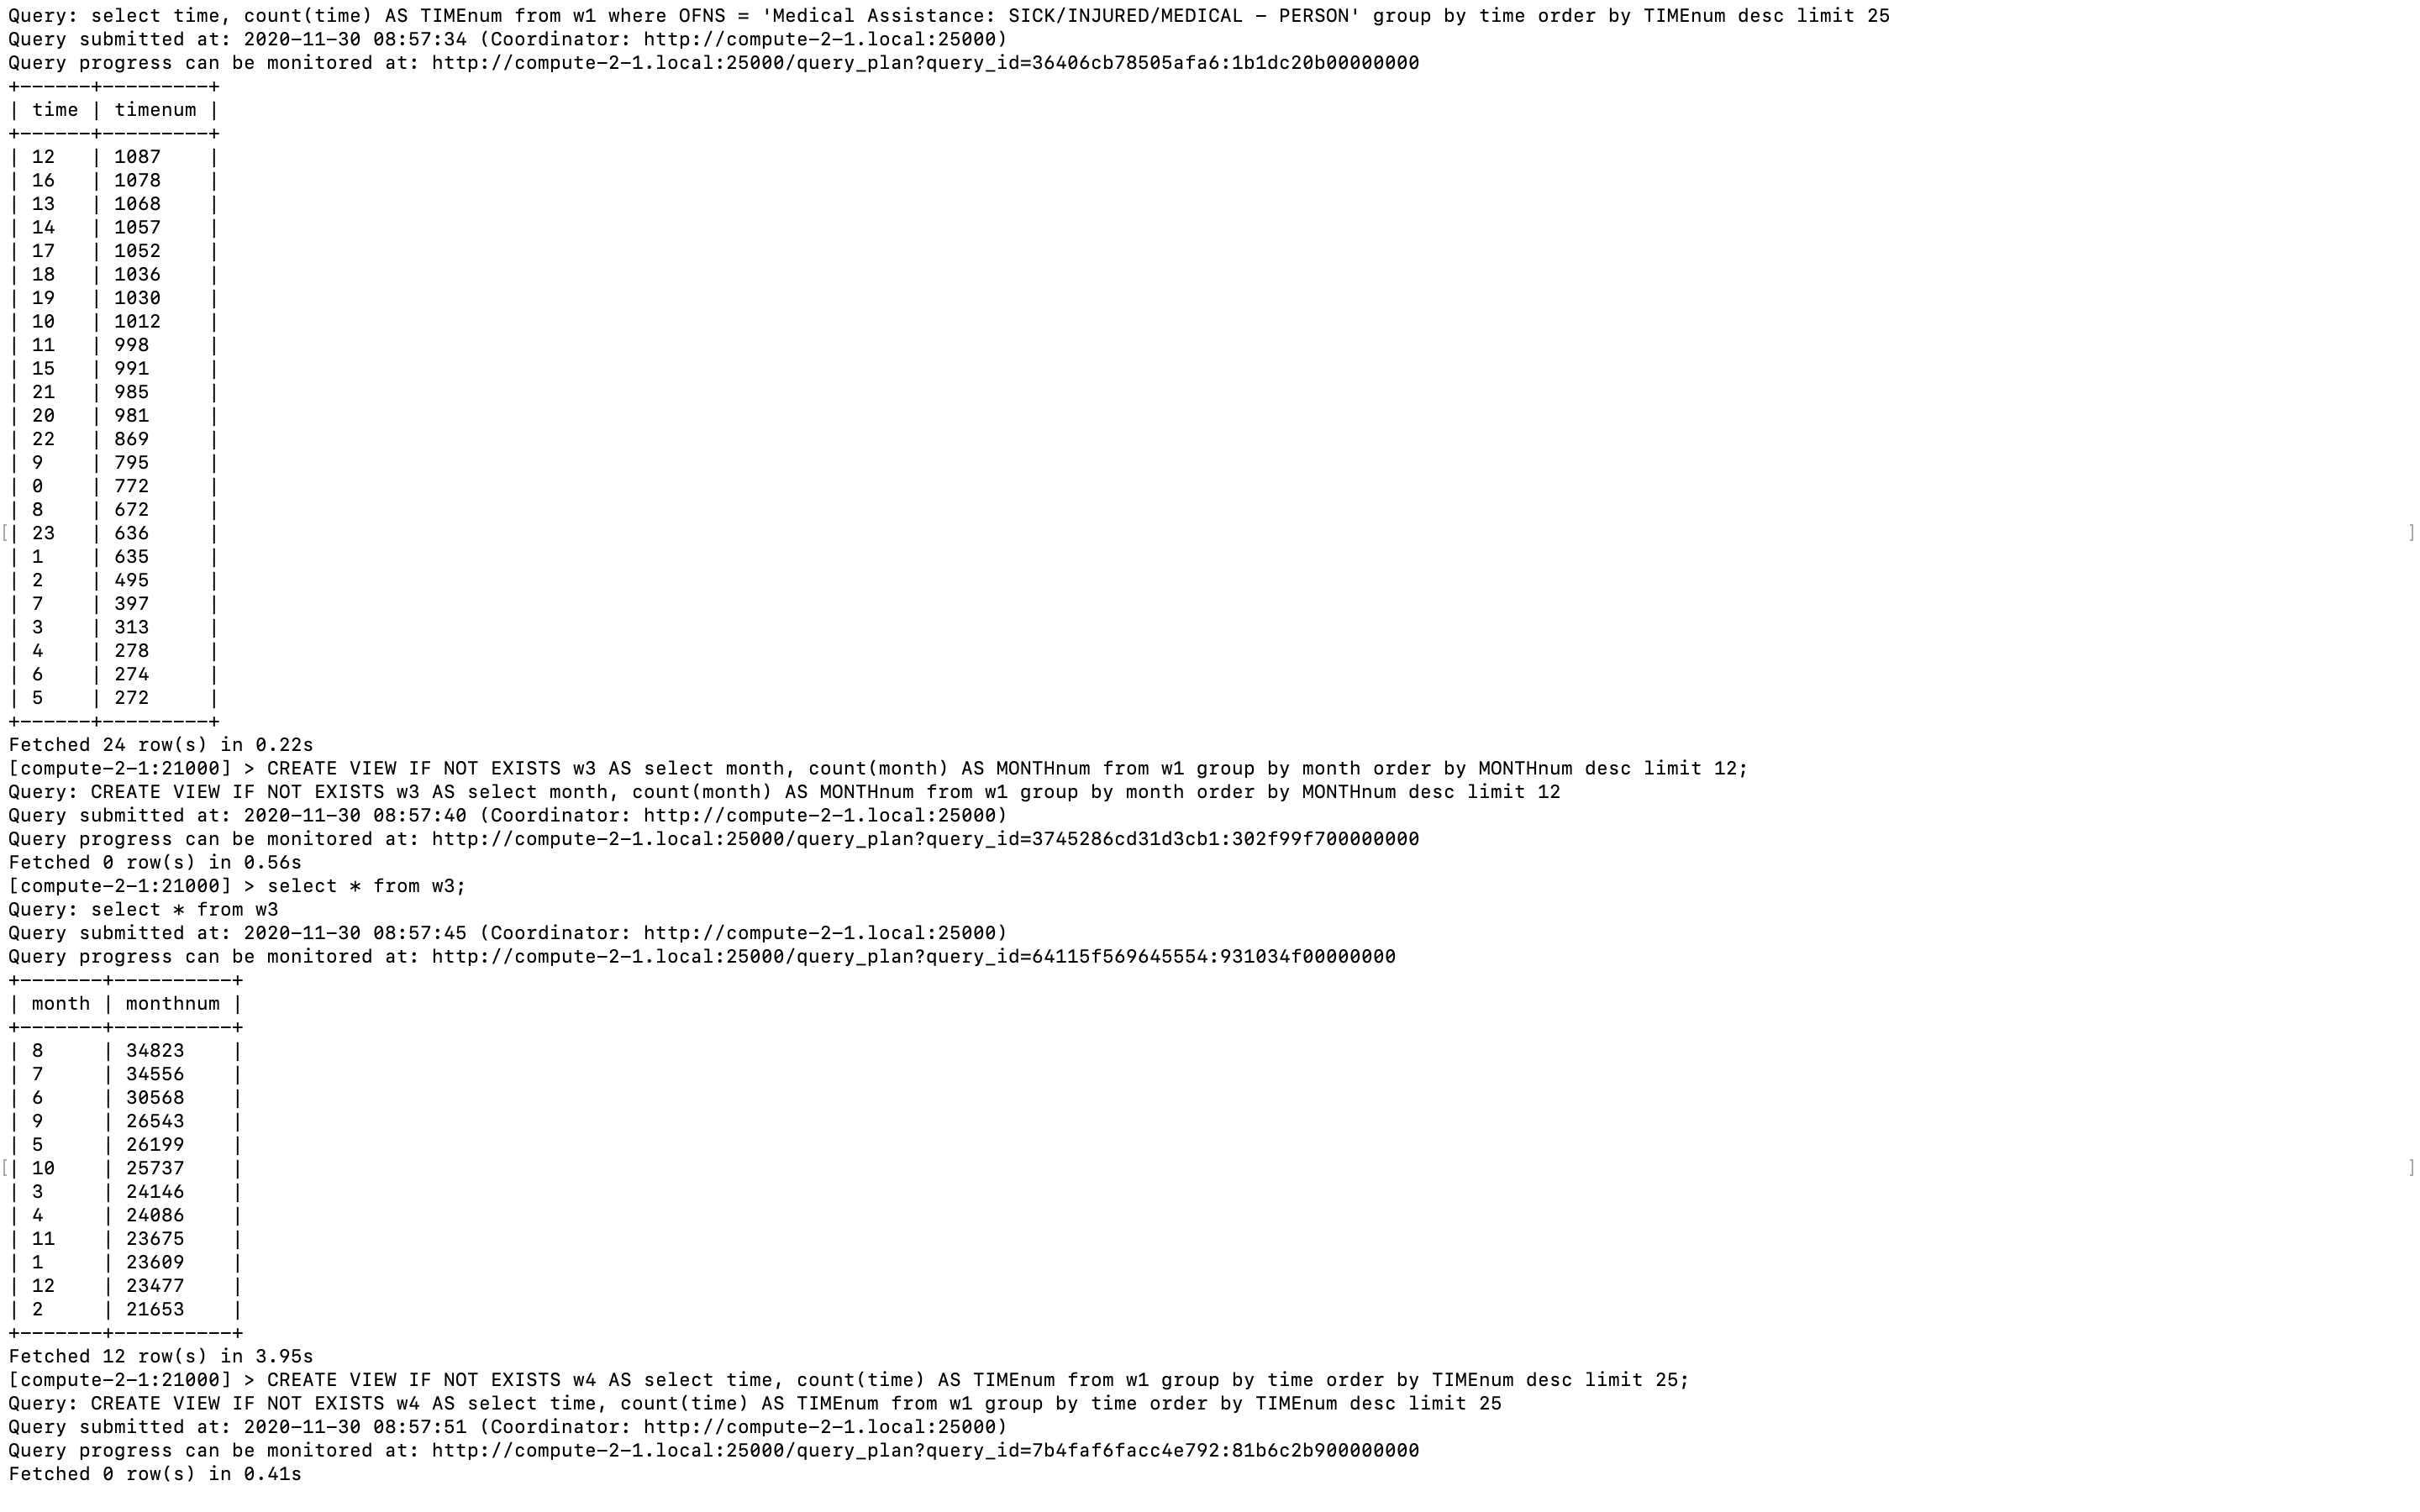 Query: select time, count(time) AS TIMEnum from w1 where OFNS = 'Medical Assistance: SICK/INJURED/MEDICAL - PERSON' group by time order by TIMEnum desc limit 25
Query submitted at: 2020-11-30 08:57:34 (Coordinator: http://compute-2-1.local:25000)
Query progress can be monitored at: http://compute-2-1.local:25000/query_plan?query_id=36406cb78505afa6:1b1dc20b00000000
+------+---------+
| time | timenum |
+------+---------+
| 12   | 1087    |
| 16   | 1078    |
| 13   | 1068    |
| 14   | 1057    |
| 17   | 1052    |
| 18   | 1036    |
| 19   | 1030    |
| 10   | 1012    |
| 11   | 998     |
| 15   | 991     |
| 21   | 985     |
| 20   | 981     |
| 22   | 869     |
| 9    | 795     |
| 0    | 772     |
| 8    | 672     |
[| 23   | 636     | ]
| 1    | 635     |
| 2    | 495     |
| 7    | 397     |
| 3    | 313     |
| 4    | 278     |
| 6    | 274     |
| 5    | 272     |
+------+---------+
Fetched 24 row(s) in 0.22s
[compute-2-1:21000] > CREATE VIEW IF NOT EXISTS w3 AS select month, count(month) AS MONTHnum from w1 group by month order by MONTHnum desc limit 12;
Query: CREATE VIEW IF NOT EXISTS w3 AS select month, count(month) AS MONTHnum from w1 group by month order by MONTHnum desc limit 12
Query submitted at: 2020-11-30 08:57:40 (Coordinator: http://compute-2-1.local:25000)
Query progress can be monitored at: http://compute-2-1.local:25000/query_plan?query_id=3745286cd31d3cb1:302f99f700000000
Fetched 0 row(s) in 0.56s
[compute-2-1:21000] > select * from w3;
Query: select * from w3
Query submitted at: 2020-11-30 08:57:45 (Coordinator: http://compute-2-1.local:25000)
Query progress can be monitored at: http://compute-2-1.local:25000/query_plan?query_id=64115f569645554:931034f00000000
+-------+----------+
| month | monthnum |
+-------+----------+
| 8     | 34823    |
| 7     | 34556    |
| 6     | 30568    |
| 9     | 26543    |
| 5     | 26199    |
[| 10    | 25737    | ]
| 3     | 24146    |
| 4     | 24086    |
| 11    | 23675    |
| 1     | 23609    |
| 12    | 23477    |
| 2     | 21653    |
+-------+----------+
Fetched 12 row(s) in 3.95s
[compute-2-1:21000] > CREATE VIEW IF NOT EXISTS w4 AS select time, count(time) AS TIMEnum from w1 group by time order by TIMEnum desc limit 25;
Query: CREATE VIEW IF NOT EXISTS w4 AS select time, count(time) AS TIMEnum from w1 group by time order by TIMEnum desc limit 25
Query submitted at: 2020-11-30 08:57:51 (Coordinator: http://compute-2-1.local:25000)
Query progress can be monitored at: http://compute-2-1.local:25000/query_plan?query_id=7b4faf6facc4e792:81b6c2b900000000
Fetched 0 row(s) in 0.41s